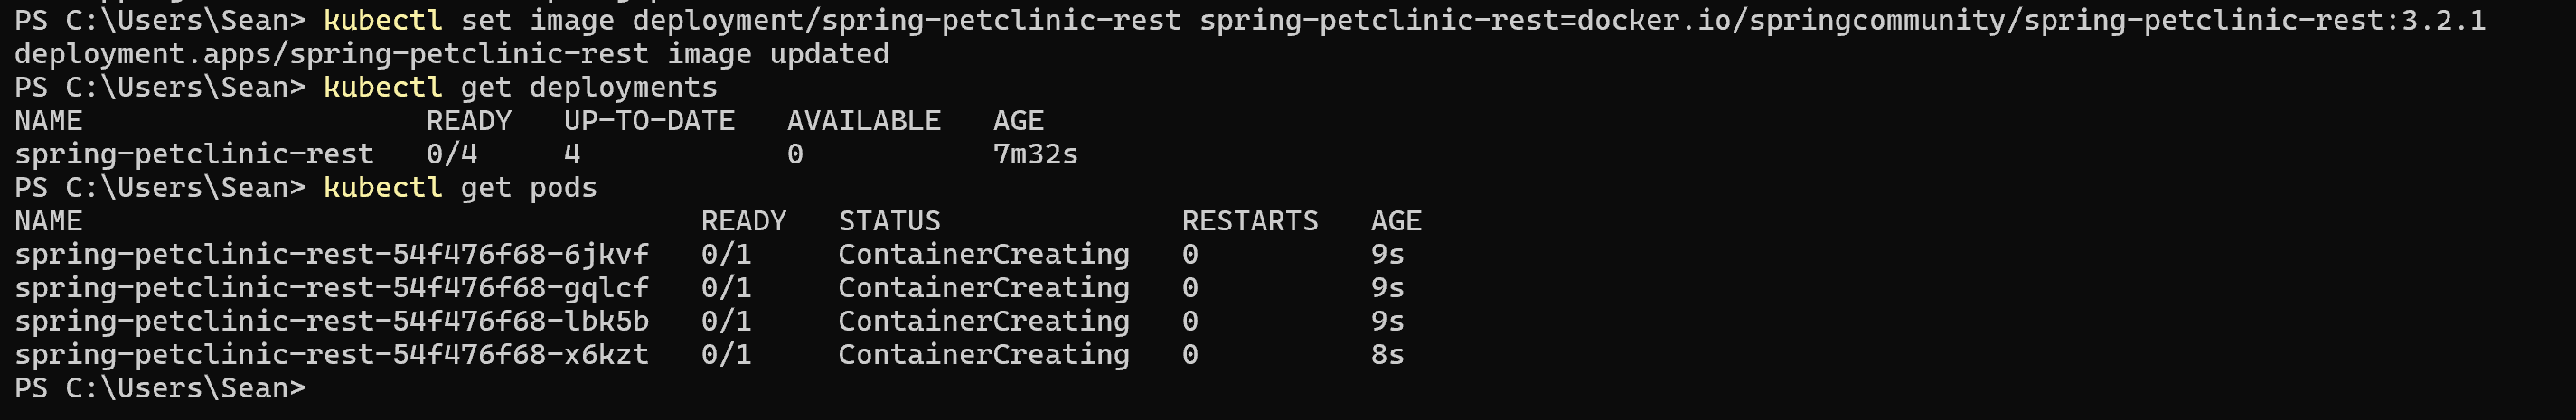 PS C:\Users\Sean> kubectl set image deployment/spring-petclinic-rest spring-petclinic-rest=docker.io/springcommunity/spring-petclinic-rest:3.2.1
deployment.apps/spring-petclinic-rest image updated
PS C:\Users\Sean> kubectl get deployments
NAME                    READY   UP-TO-DATE   AVAILABLE   AGE
spring-petclinic-rest   0/4     4            0           7m32s
PS C:\Users\Sean> kubectl get pods
NAME                                    READY   STATUS              RESTARTS   AGE
spring-petclinic-rest-54f476f68-6jkvf   0/1     ContainerCreating   0          9s
spring-petclinic-rest-54f476f68-gqlcf   0/1     ContainerCreating   0          9s
spring-petclinic-rest-54f476f68-lbk5b   0/1     ContainerCreating   0          9s
spring-petclinic-rest-54f476f68-x6kzt   0/1     ContainerCreating   0          8s
PS C:\Users\Sean>